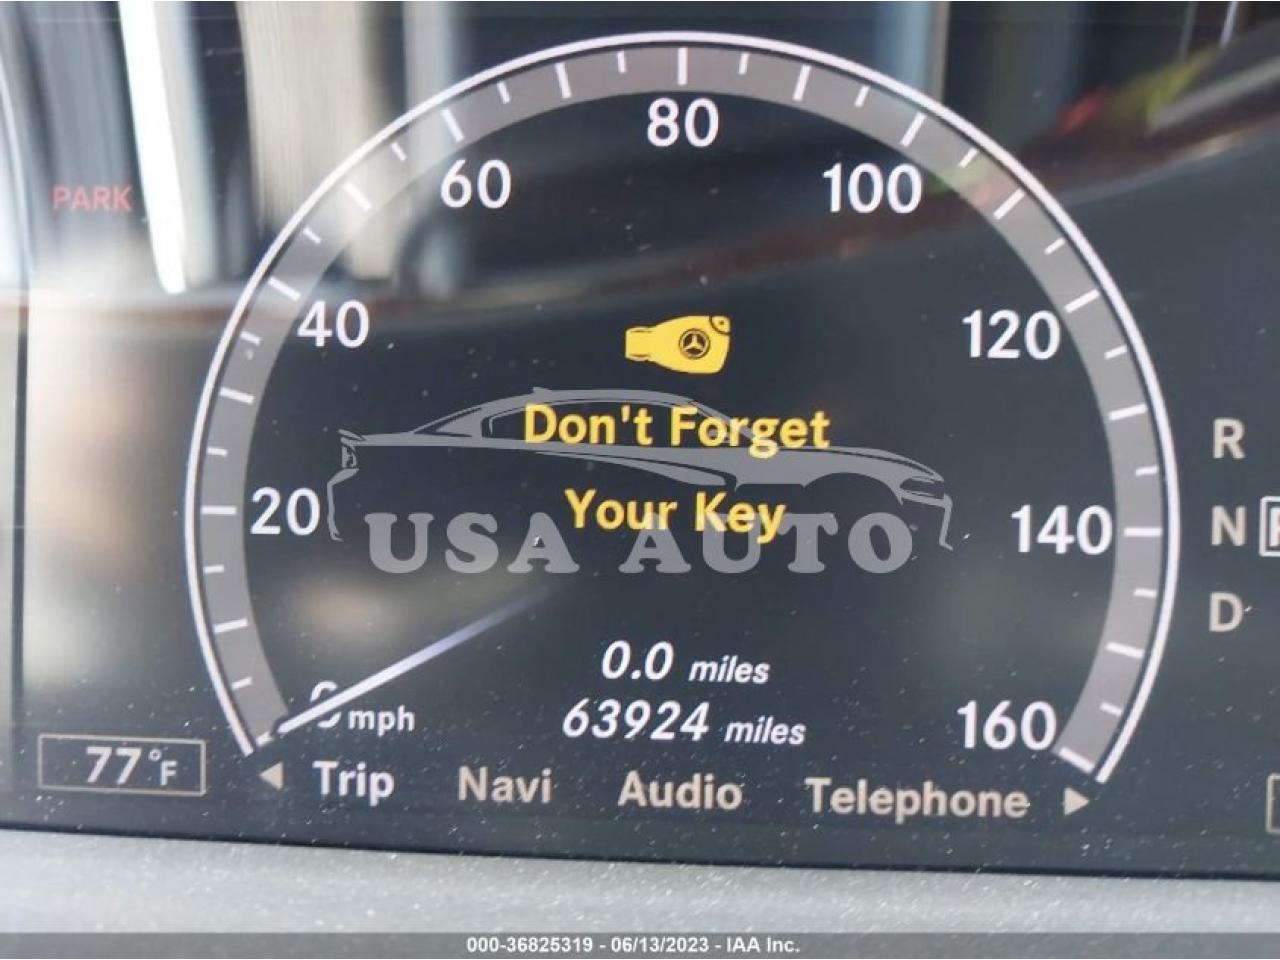 80
60
100
PARK
40
120
Don't Forget
R
Your Key
20
140
N
USA AUTO
D
0.0 miles
0 mph
63924 miles
160
77°F
Trip Navi Audio Telephone
000-36825319 - 06/13/2023 - IAA Inc.